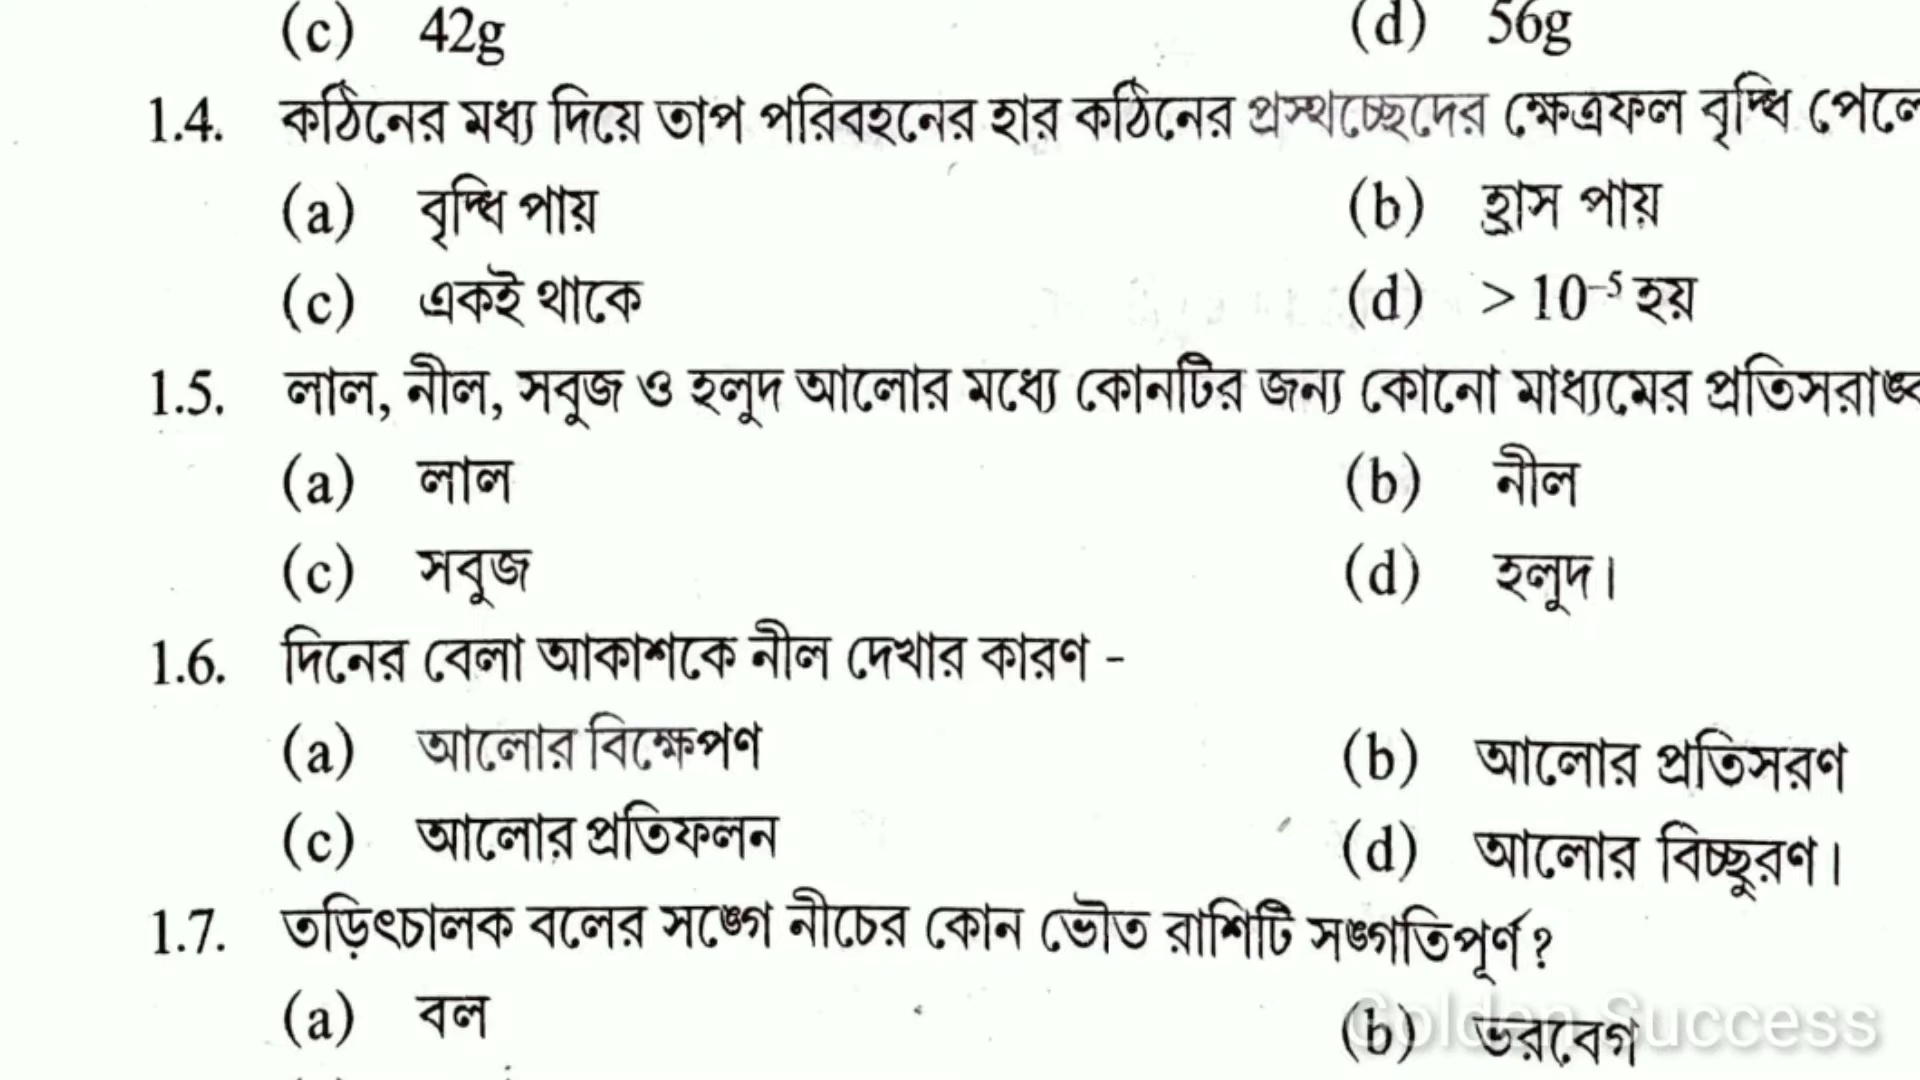 (c) 42g (d) 56g
1.4. কঠিনের মধ্য দিয়ে তাপ পরিবহনের হার কঠিনের প্রস্থচ্ছেদের ক্ষেত্রফল বৃদ্ধি পেলে
(a) বৃদ্ধি পায় (b) হ্রাস পায়
(c) একই থাকে (d) > 10⁻⁵ হয়
1.5. লাল, নীল, সবুজ ও হলুদ আলোর মধ্যে কোনটির জন্য কোনো মাধ্যমের প্রতিসরাঙ্ক
(a) লাল (b) নীল
(c) সবুজ (d) হলুদ।
1.6. দিনের বেলা আকাশকে নীল দেখার কারণ -
(a) আলোর বিক্ষেপণ (b) আলোর প্রতিসরণ
(c) আলোর প্রতিফলন (d) আলোর বিচ্ছুরণ।
1.7. তড়িৎচালক বলের সঙ্গে নীচের কোন ভৌত রাশিটি সঙ্গতিপূর্ণ?
(a) বল (b) ভরবেগ
Golden Success